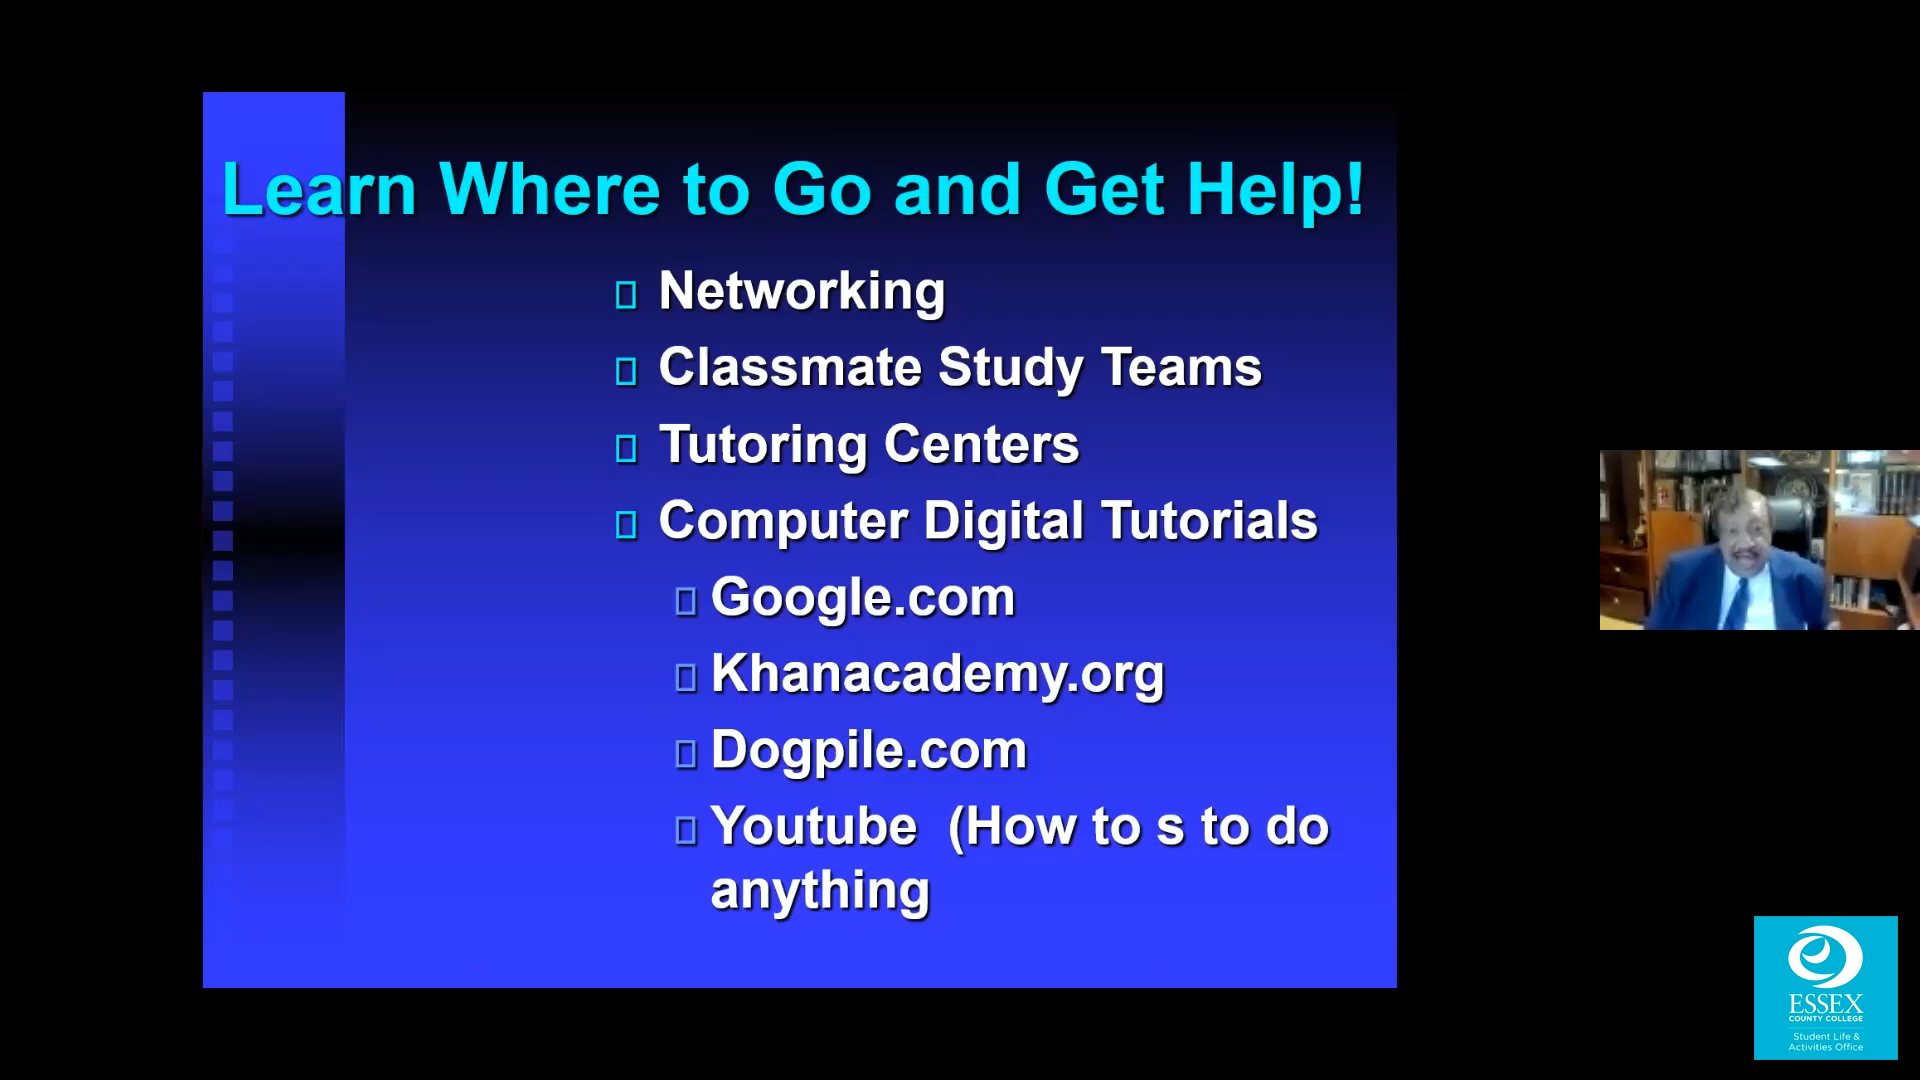 Learn Where to Go and Get Help!
Networking
Classmate Study Teams
Tutoring Centers
Computer Digital Tutorials
Google.com
Khanacademy.org
Dogpile.com
Youtube  (How to s to do
anything
ESSEX
COUNTY COLLEGE
Student Life &
Activities Office